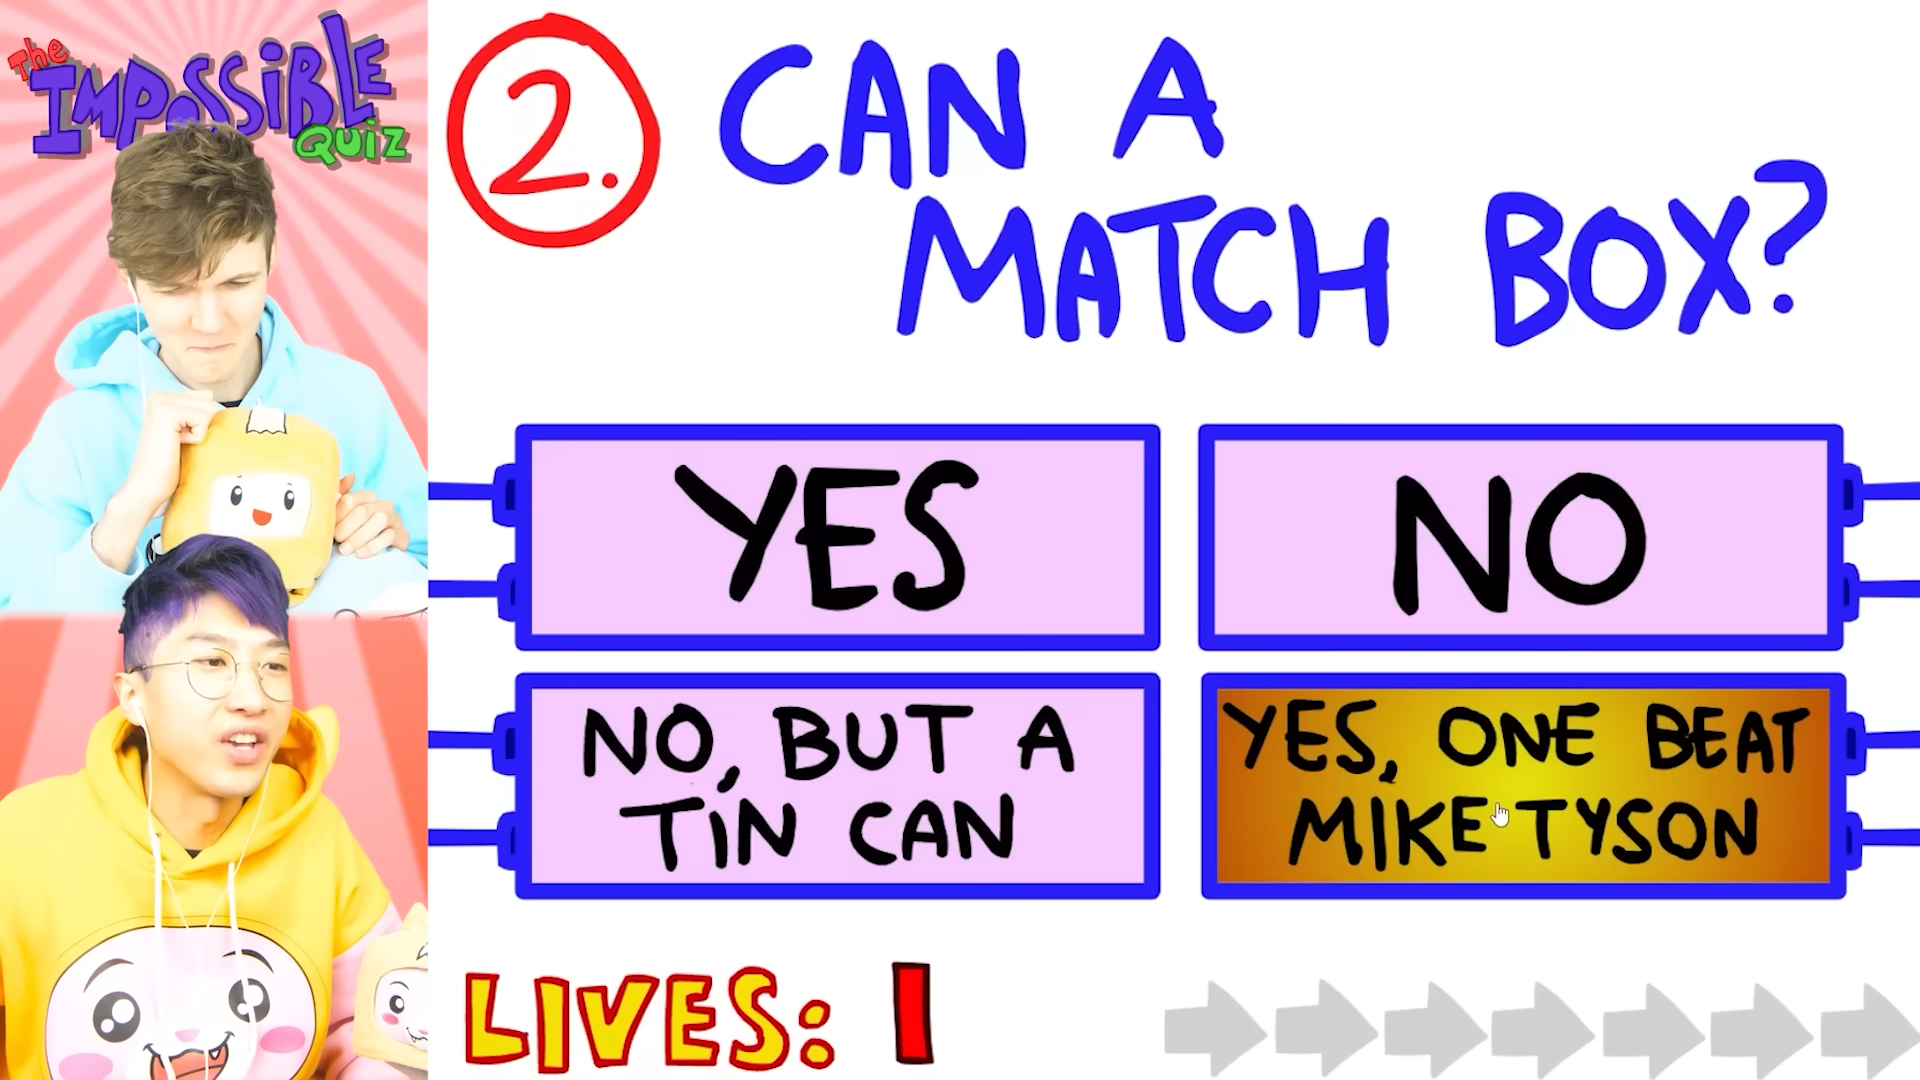 The
IMPOSSIBLE
QUIZ
2.
CAN A
MATCH BOX?
YES
NO
NO, BUT A
TIN CAN
YES, ONE BEAT
MIKE TYSON
LIVES: 1